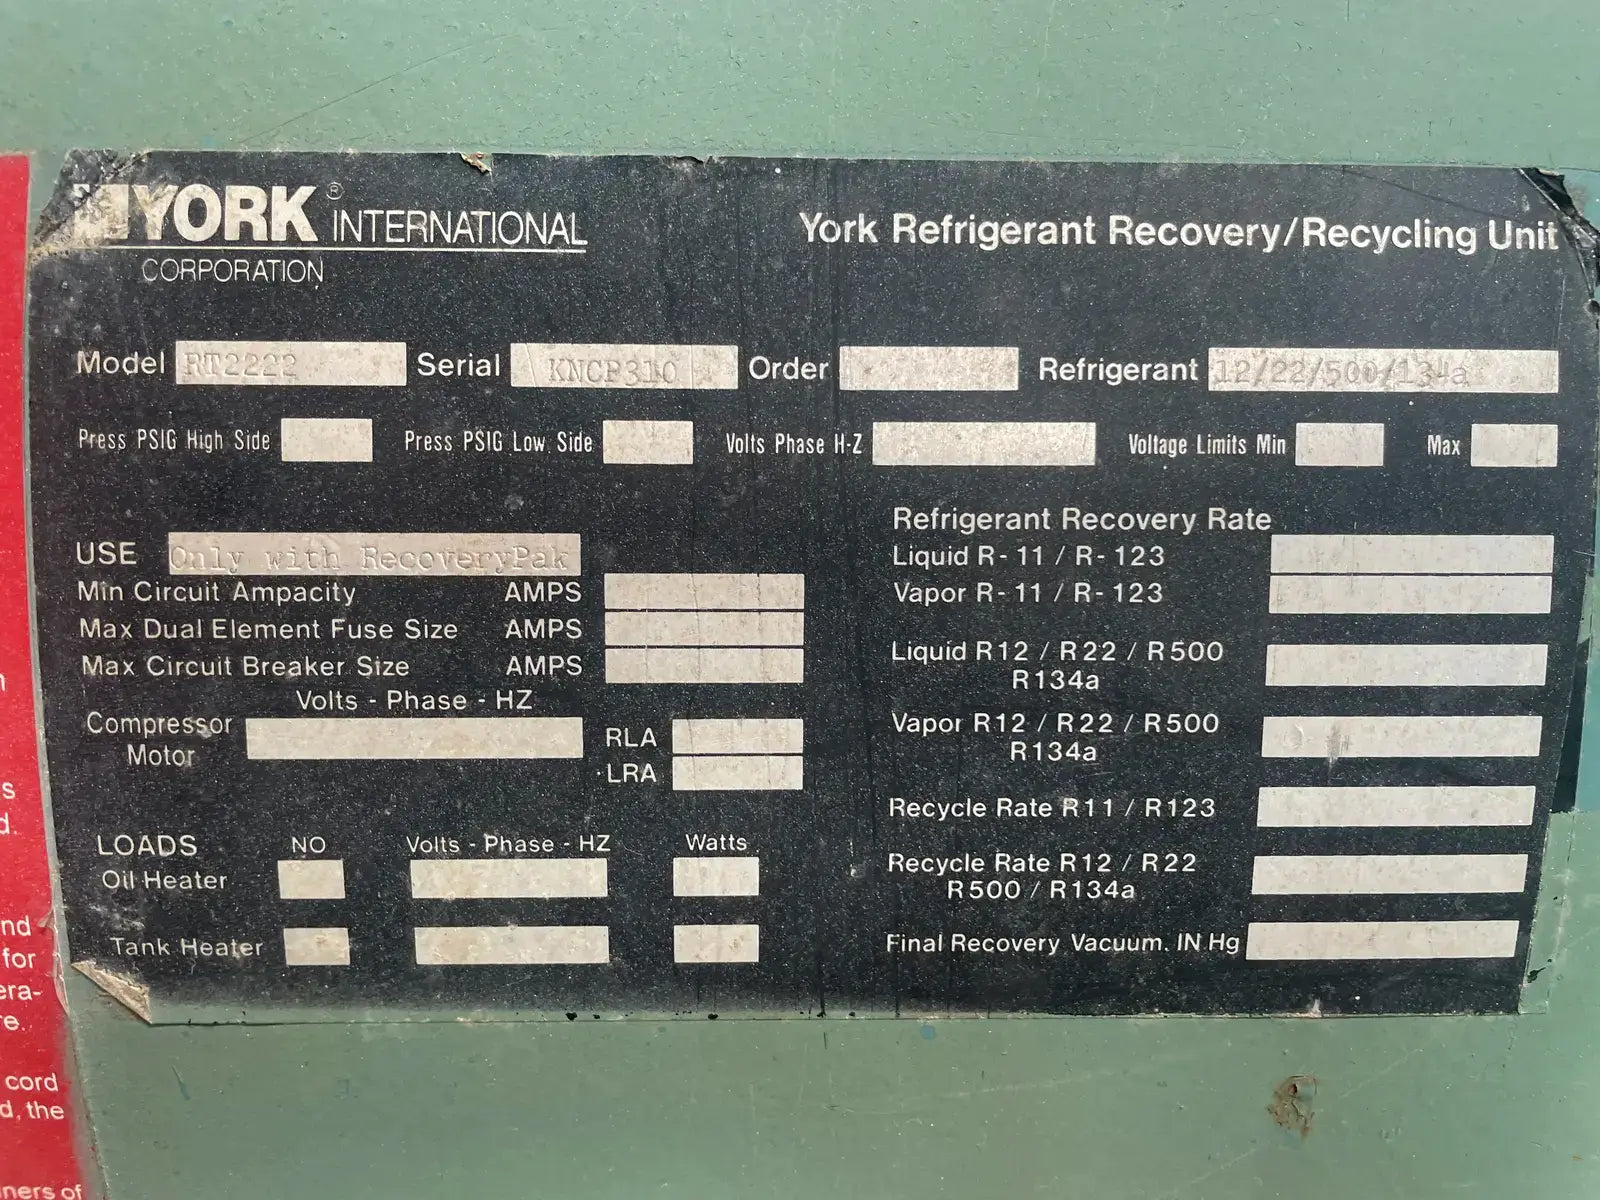 YORK® INTERNATIONAL
CORPORATION
York Refrigerant Recovery/Recycling Unit
Model RT2222 Serial KNCP310 Order Refrigerant 12/22/500/134a
Press PSIG High Side Press PSIG Low Side Volts Phase H-Z Voltage Limits Min Max
USE Only with RecoveryPak
Min Circuit Ampacity AMPS
Max Dual Element Fuse Size AMPS
Max Circuit Breaker Size AMPS
Volts - Phase - HZ
Compressor
Motor
RLA
LRA
LOADS NO Volts - Phase - HZ Watts
Oil Heater
Tank Heater
Refrigerant Recovery Rate
Liquid R-11 / R-123
Vapor R-11 / R-123
Liquid R12 / R22 / R500
R134a
Vapor R12 / R22 / R500
R134a
Recycle Rate R11 / R123
Recycle Rate R12 / R22
R500 / R134a
Final Recovery Vacuum. IN.Hg
for
cord
the
of